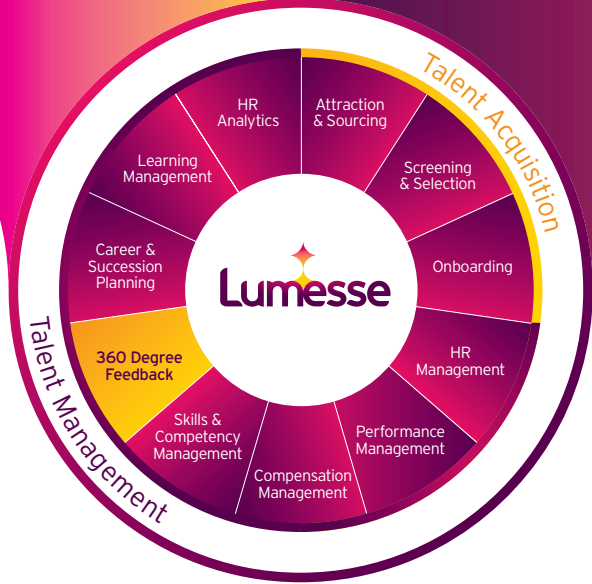 Talent Acquisition
HR
Analytics
Attraction
& Sourcing
Learning
Management
Screening
& Selection
Career &
Succession
Planning
Onboarding
Lumesse
360 Degree
Feedback
HR
Management
Skills &
Competency
Management
Performance
Management
Compensation
Management
Talent Management